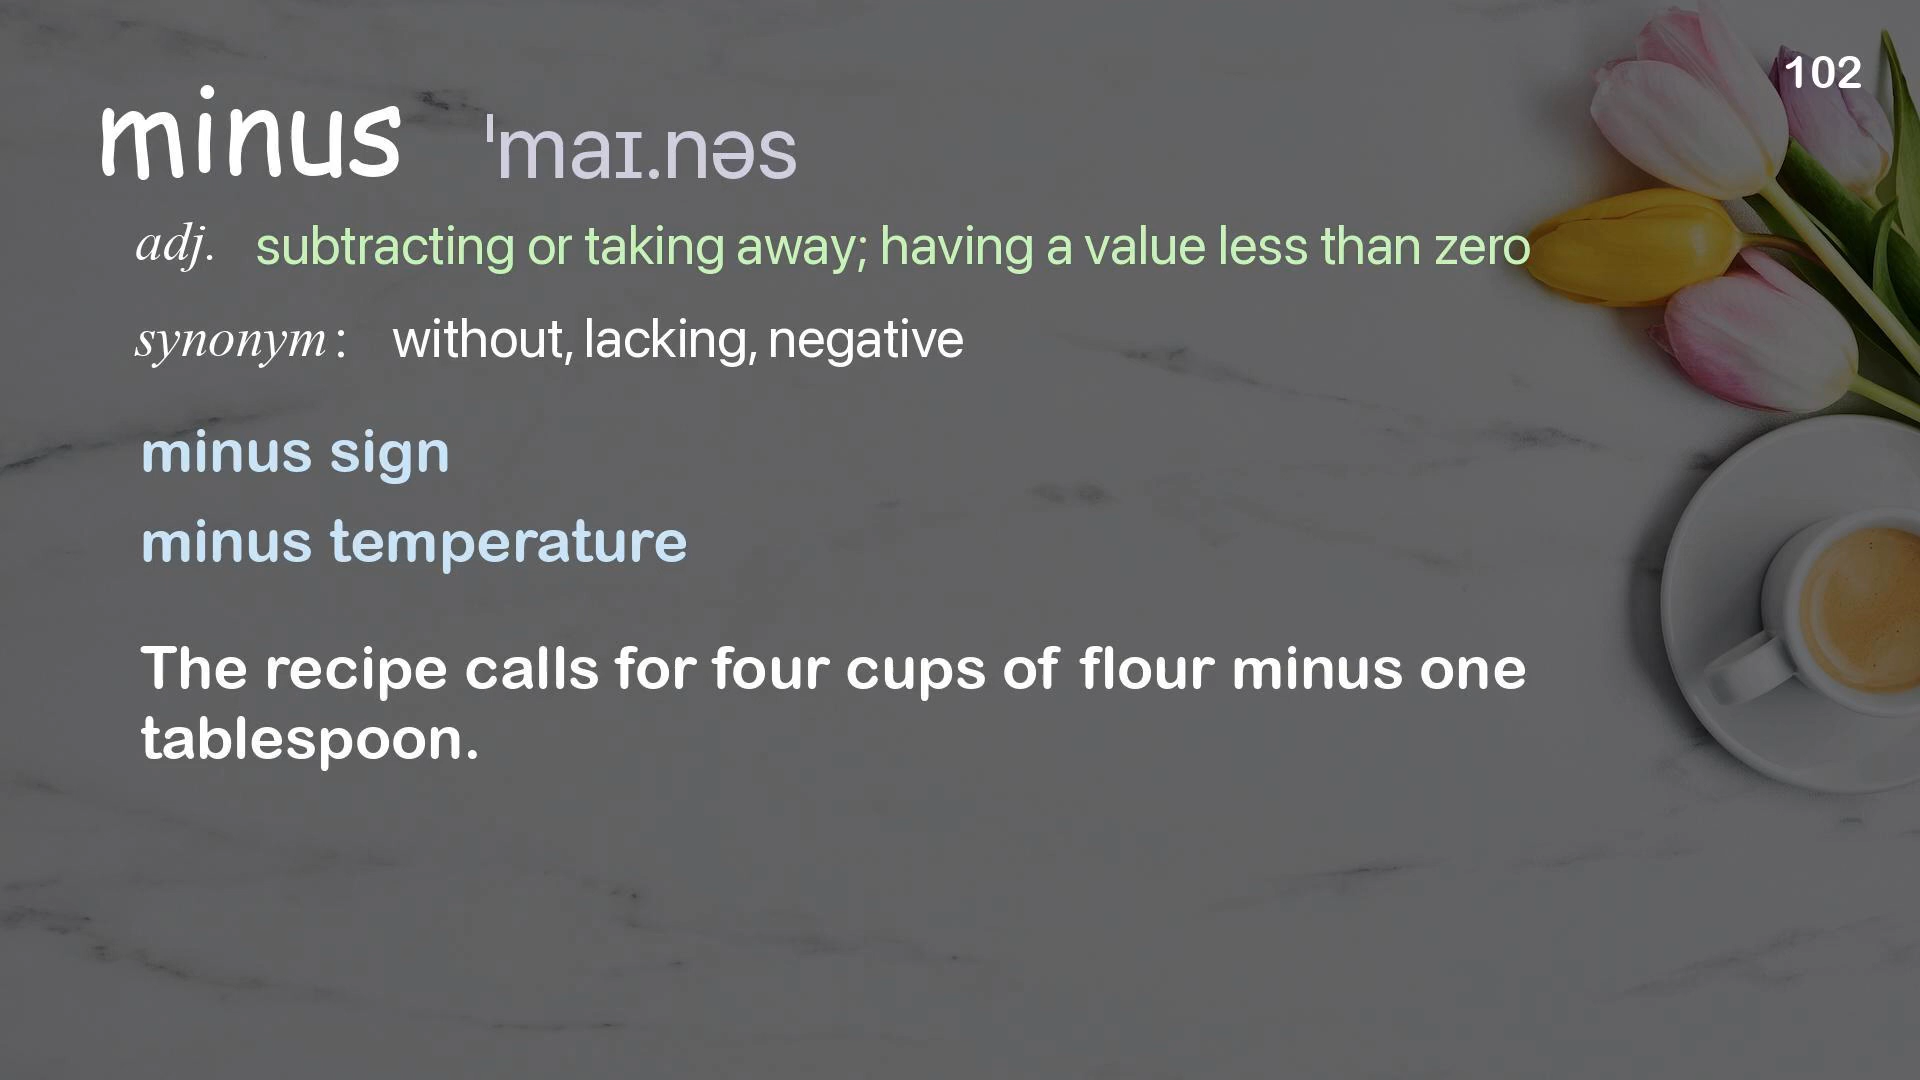 102
minus ˈmaɪ.nəs
adj. subtracting or taking away; having a value less than zero
synonym: without, lacking, negative
minus sign
minus temperature
The recipe calls for four cups of flour minus one
tablespoon.